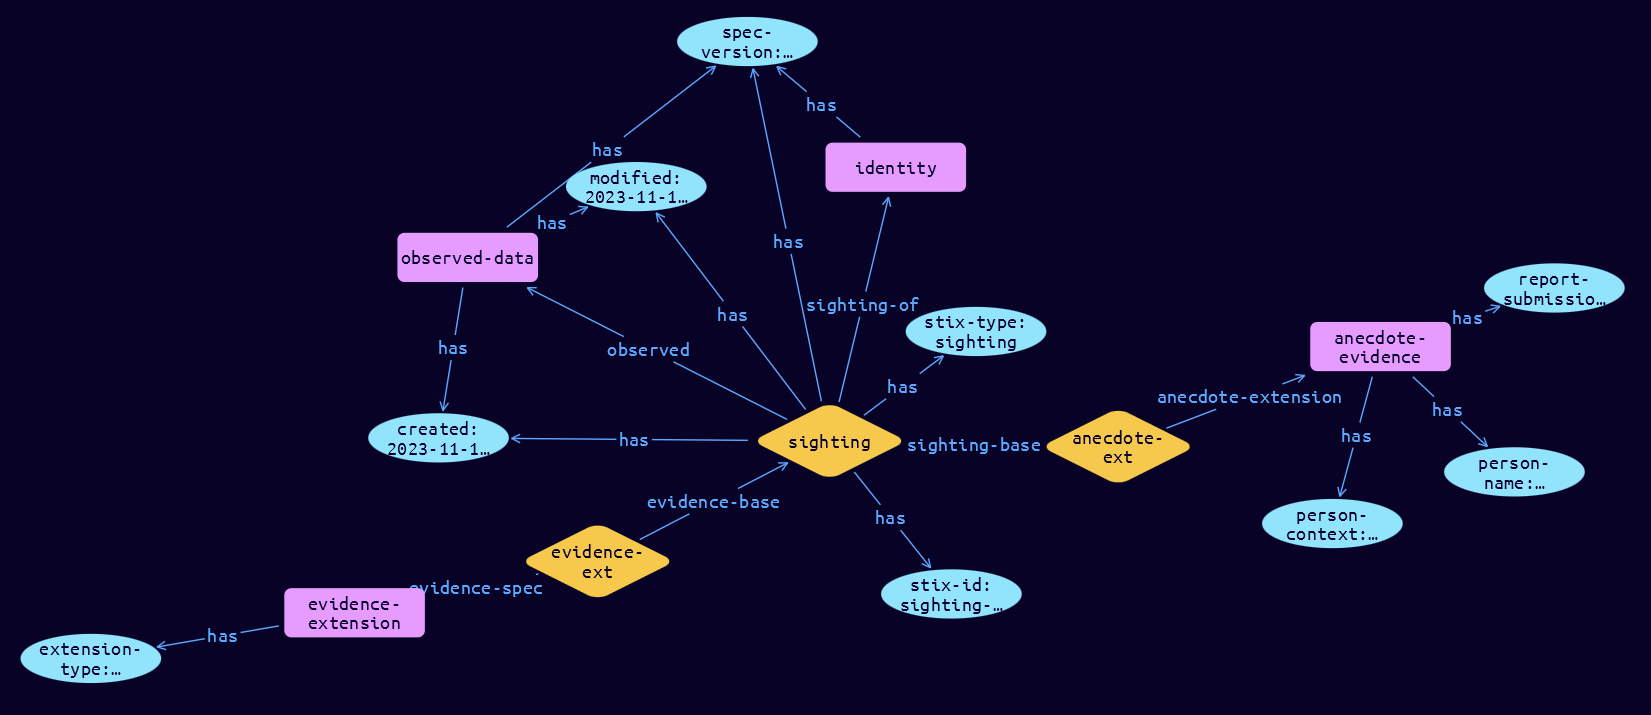 spec-
version:…
has
has
identity
modified:
2023-11-1…
has
observed-data
has
report-
submissio…
sighting-of
has
has
stix-type:
sighting
anecdote-
evidence
has
observed
has
anecdote-extension
has
created:
2023-11-1…
has
sighting
sighting-base
anecdote-
ext
has
person-
name:…
evidence-base
has
person-
context:…
evidence-
ext
evidence-spec
stix-id:
sighting-…
evidence-
extension
has
extension-
type:…